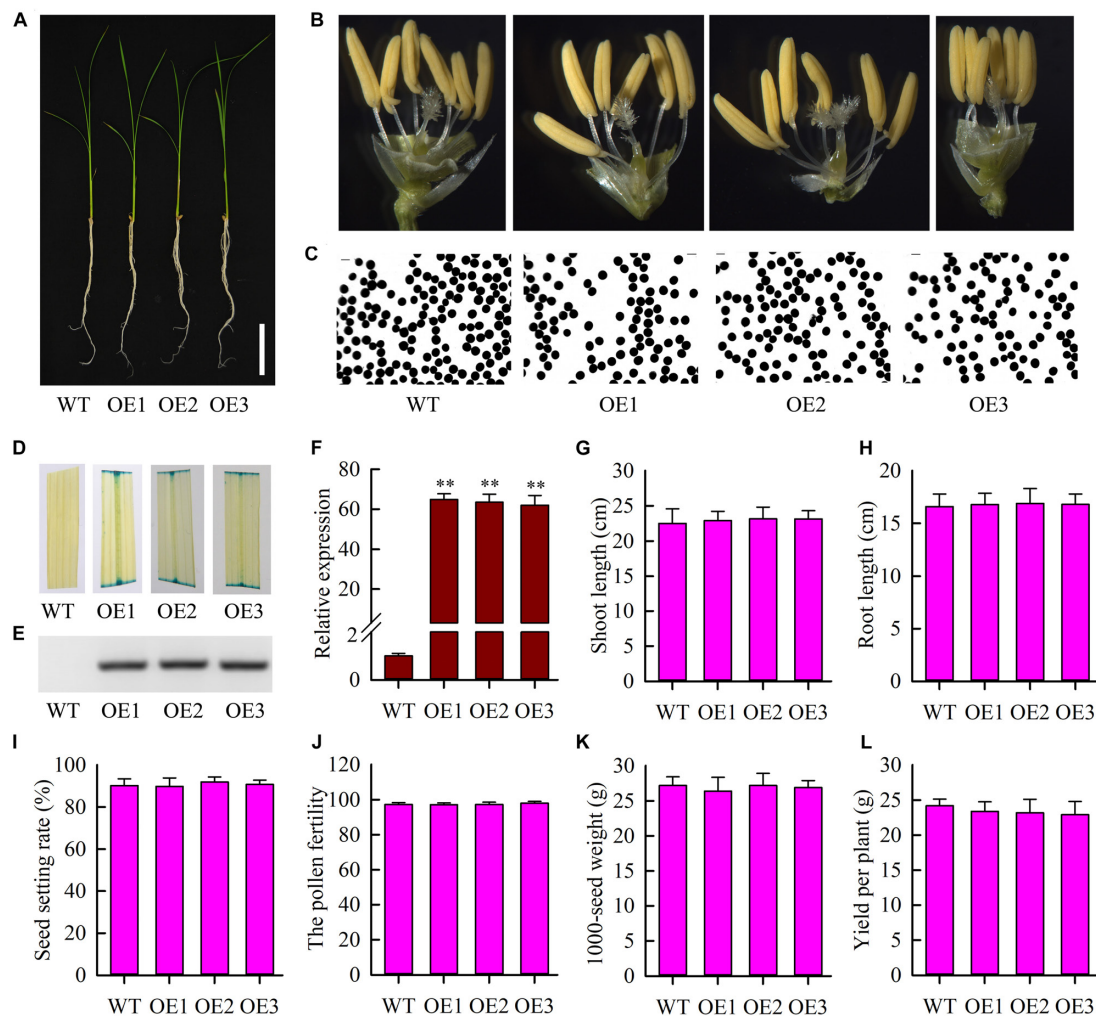 A
B
WT OE1 OE2 OE3
C
WT OE1 OE2 OE3
D
WT OE1 OE2 OE3
E
WT OE1 OE2 OE3
F
Relative expression
80
60
40
20
2
0
** ** **
WT OE1 OE2 OE3
G
Shoot length (cm)
30
25
20
15
10
5
0
WT OE1 OE2 OE3
H
Root length (cm)
20
15
10
5
0
WT OE1 OE2 OE3
I
Seed setting rate (%)
100
80
60
40
20
0
WT OE1 OE2 OE3
J
The pollen fertility
120
100
80
60
40
20
0
WT OE1 OE2 OE3
K
1000-seed weight (g)
30
25
20
15
10
5
0
WT OE1 OE2 OE3
L
Yield per plant (g)
30
25
20
15
10
5
0
WT OE1 OE2 OE3